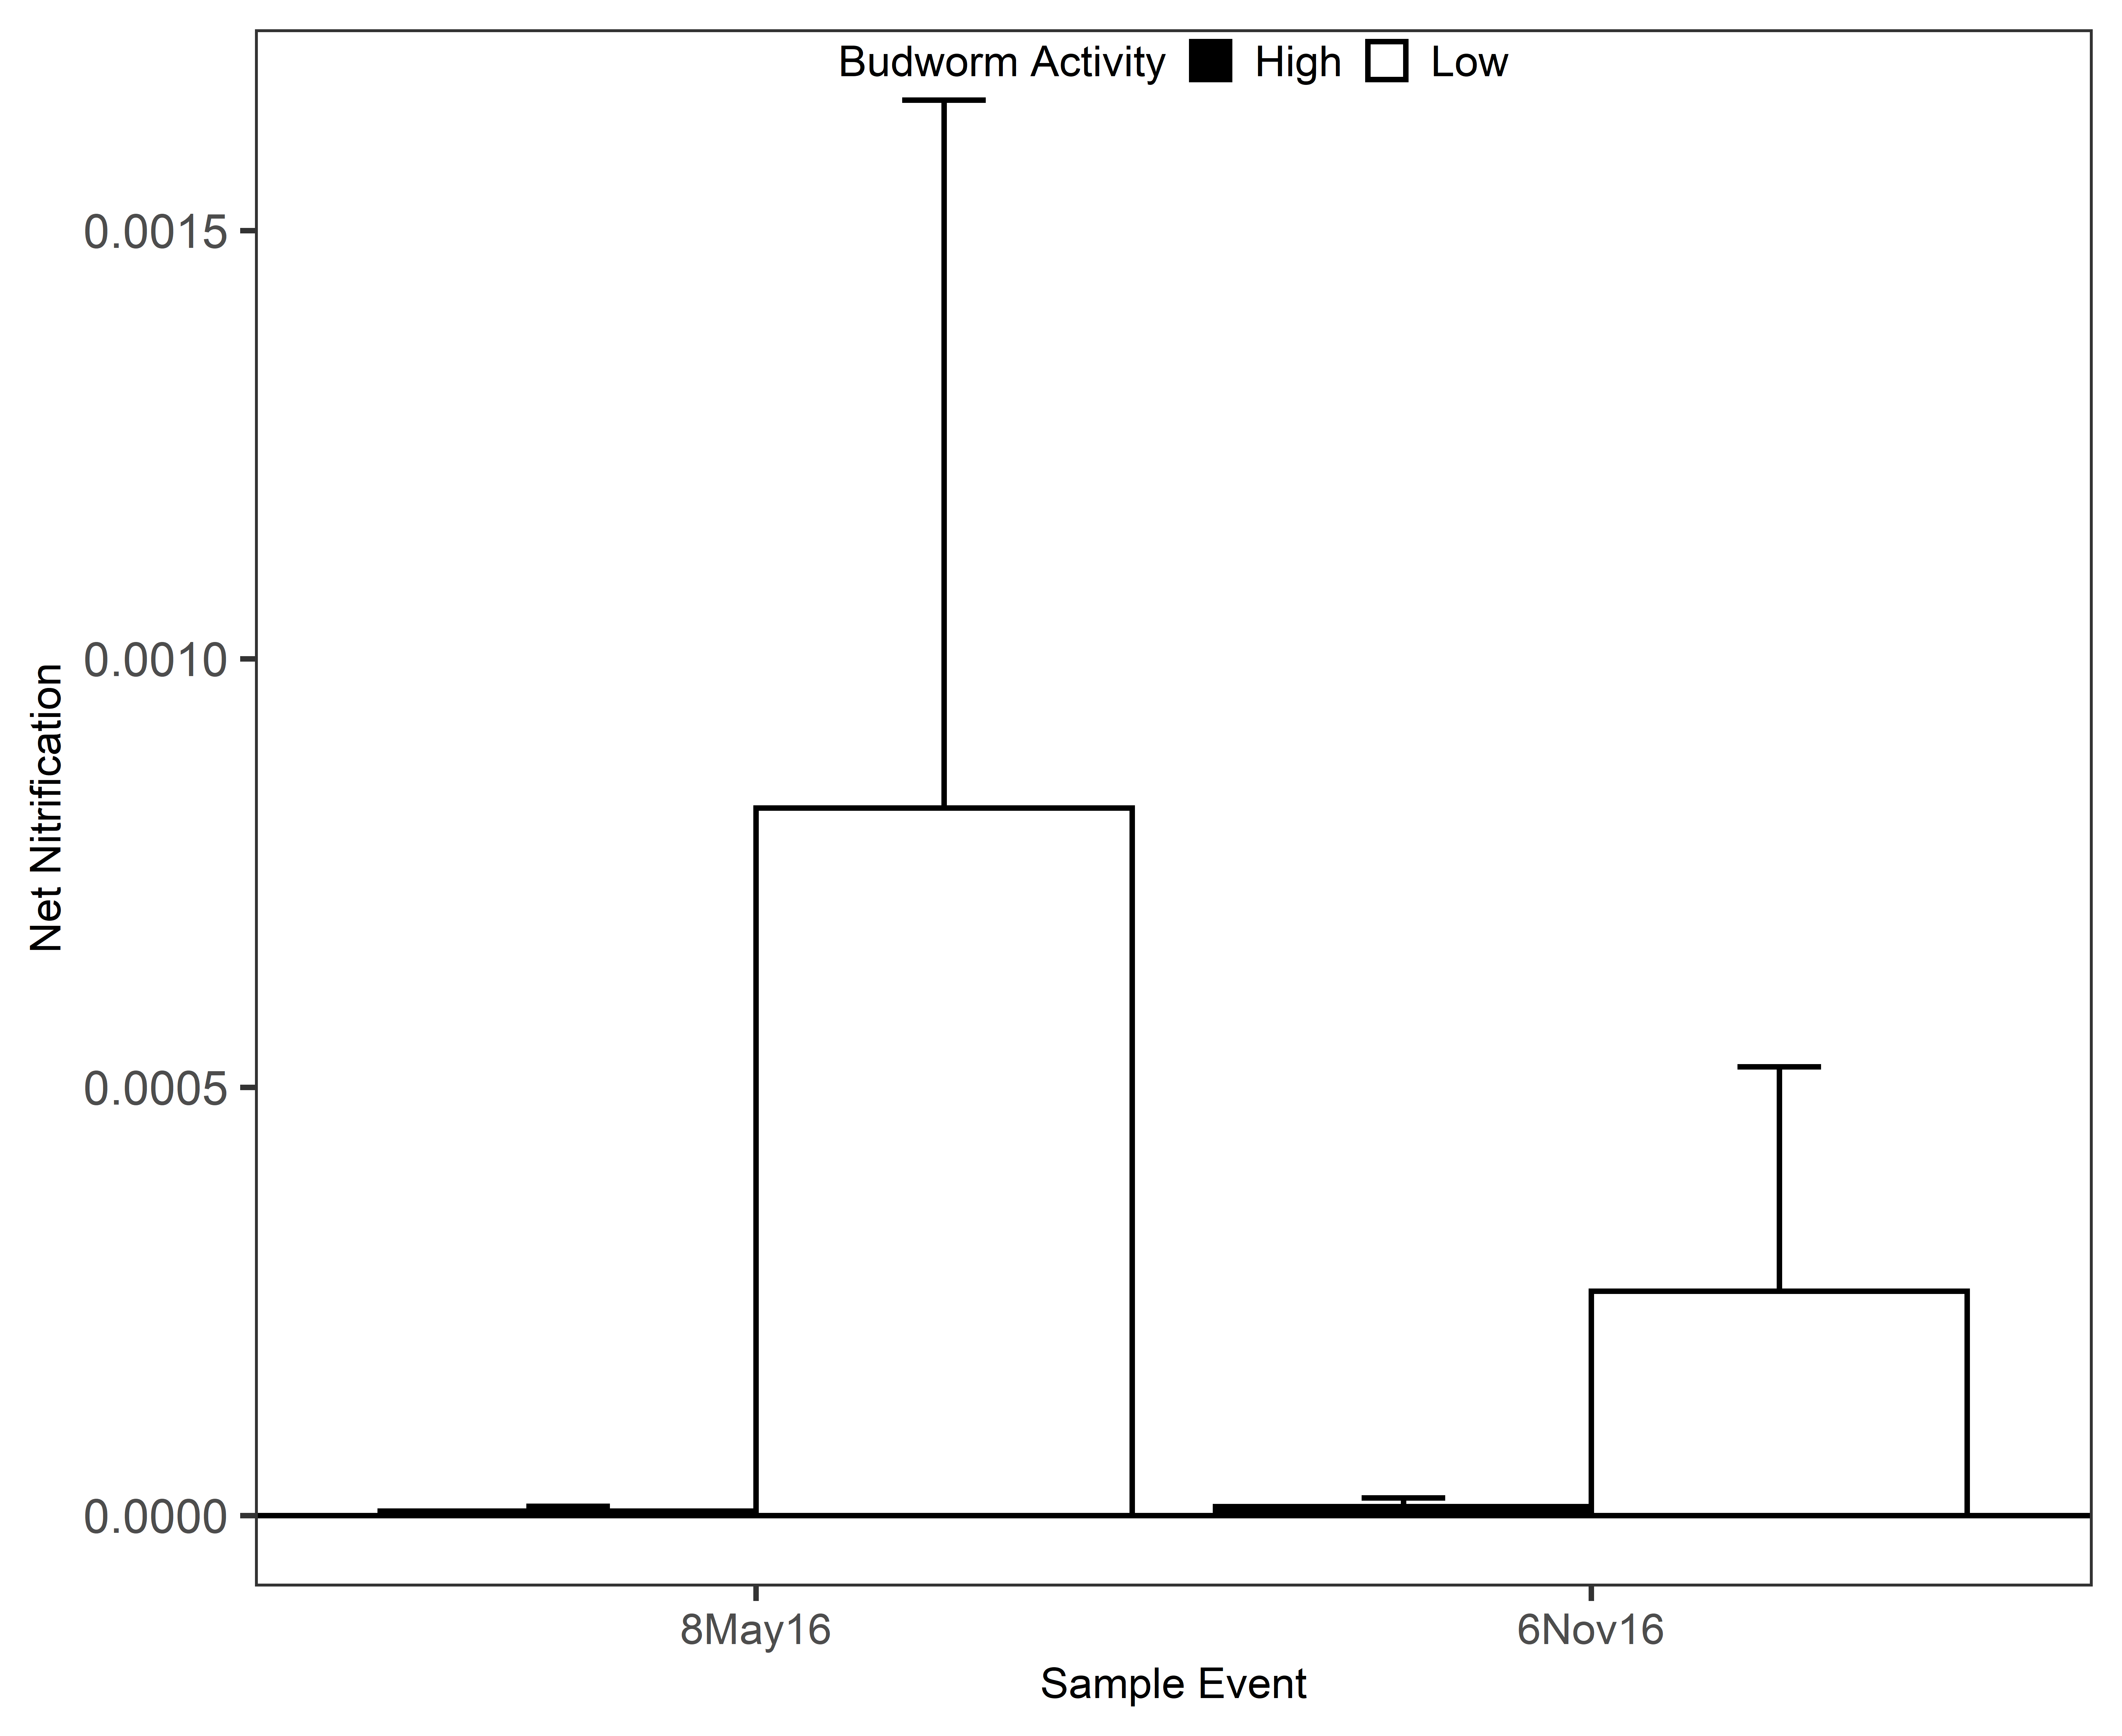 Budworm Activity High Low
0.0015
0.0010
0.0005
0.0000
Net Nitrification
8May16 6Nov16
Sample Event